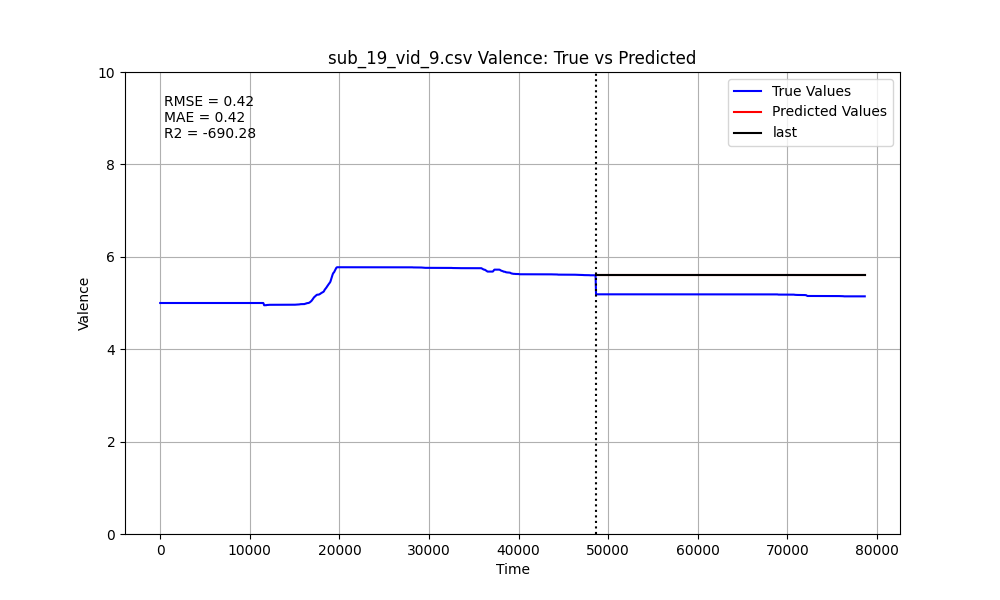 sub_19_vid_9.csv Valence: True vs Predicted
10
8
6
4
2
0
Valence
RMSE = 0.42
MAE = 0.42
R2 = -690.28
True Values
Predicted Values
last
0
10000
20000
30000
40000
50000
60000
70000
80000
Time